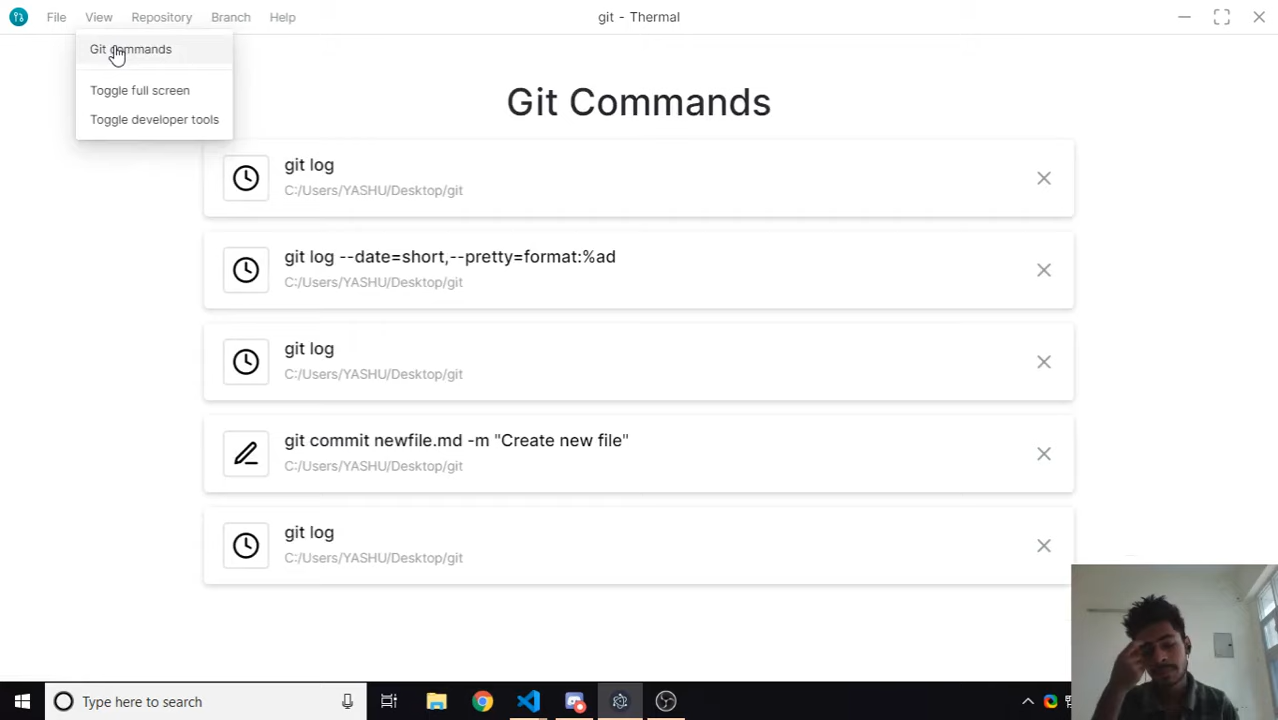 File View Repository Branch Help git - Thermal
Git commands
Toggle full screen
Toggle developer tools
Git Commands
git log
C:/Users/YASHU/Desktop/git
git log --date=short,--pretty=format:%ad
C:/Users/YASHU/Desktop/git
git log
C:/Users/YASHU/Desktop/git
git commit newfile.md -m "Create new file"
C:/Users/YASHU/Desktop/git
git log
C:/Users/YASHU/Desktop/git
Type here to search